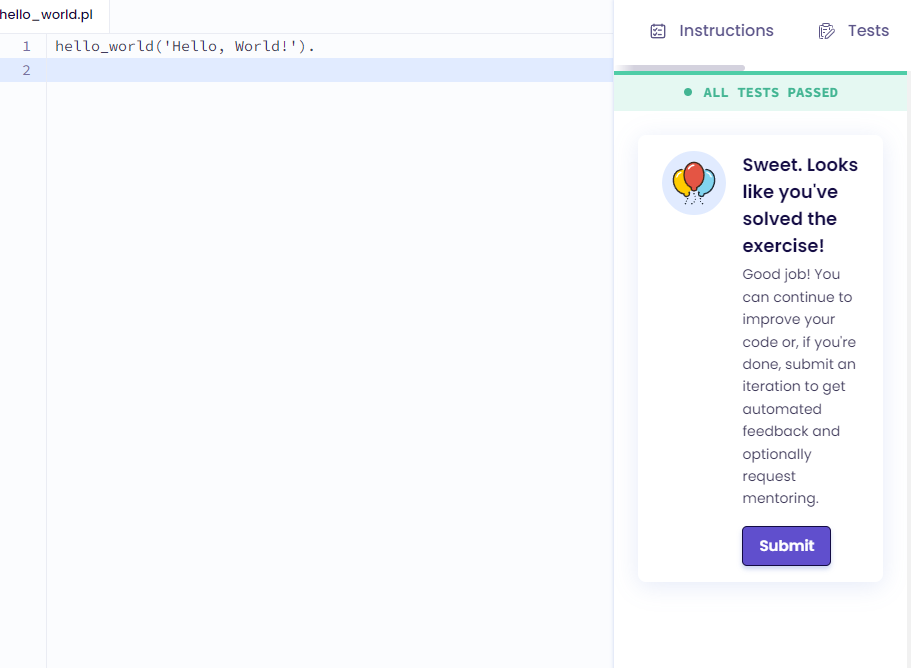 hello_world.pl
1 hello_world('Hello, World!').
2
Instructions
Tests
ALL TESTS PASSED
Sweet. Looks
like you've
solved the
exercise!
Good job! You
can continue to
improve your
code or, if you're
done, submit an
iteration to get
automated
feedback and
optionally
request
mentoring.
Submit